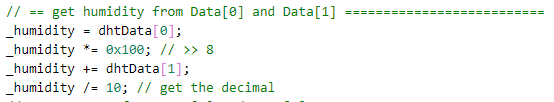 // == get humidity from Data[0] and Data[1] ==========================
_humidity = dhtData[0];
_humidity *= 0x100; // >> 8
_humidity += dhtData[1];
_humidity /= 10; // get the decimal